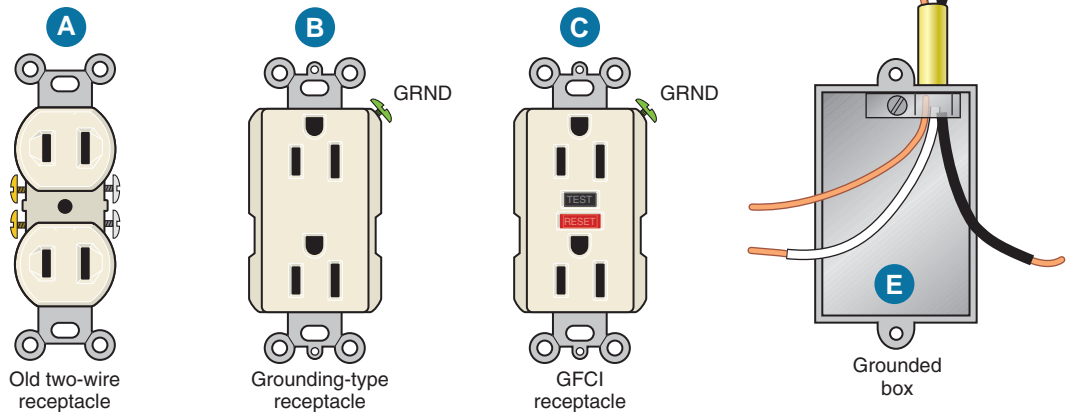 A
B
C
GRND
GRND
TEST
RESET
E
Old two-wire
receptacle
Grounding-type
receptacle
GFCI
receptacle
Grounded
box